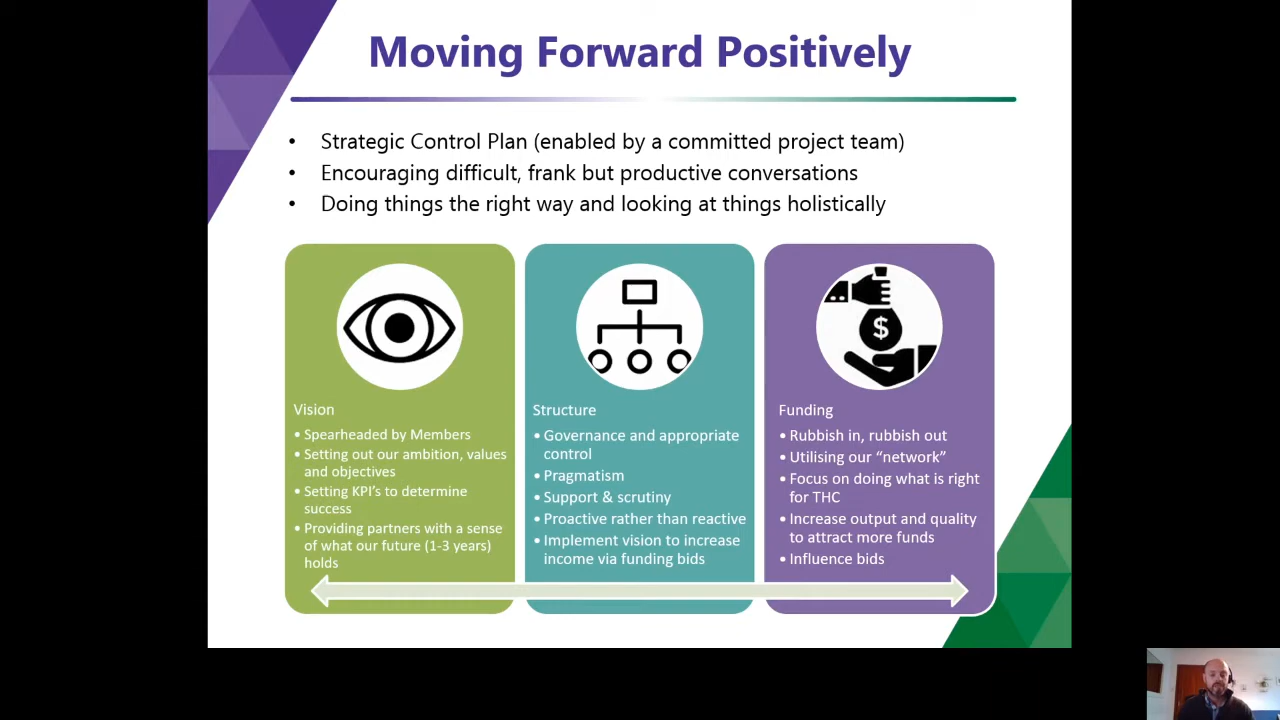 Moving Forward Positively
• Strategic Control Plan (enabled by a committed project team)
• Encouraging difficult, frank but productive conversations
• Doing things the right way and looking at things holistically
Vision
• Spearheaded by Members
• Setting out our ambition, values
and objectives
• Setting KPI's to determine
success
• Providing partners with a sense
of what our future (1-3 years)
holds
Structure
• Governance and appropriate
control
• Pragmatism
• Support & scrutiny
• Proactive rather than reactive
• Implement vision to increase
income via funding bids
$
Funding
• Rubbish in, rubbish out
• Utilising our “network”
• Focus on doing what is right
for THC
• Increase output and quality
to attract more funds
• Influence bids